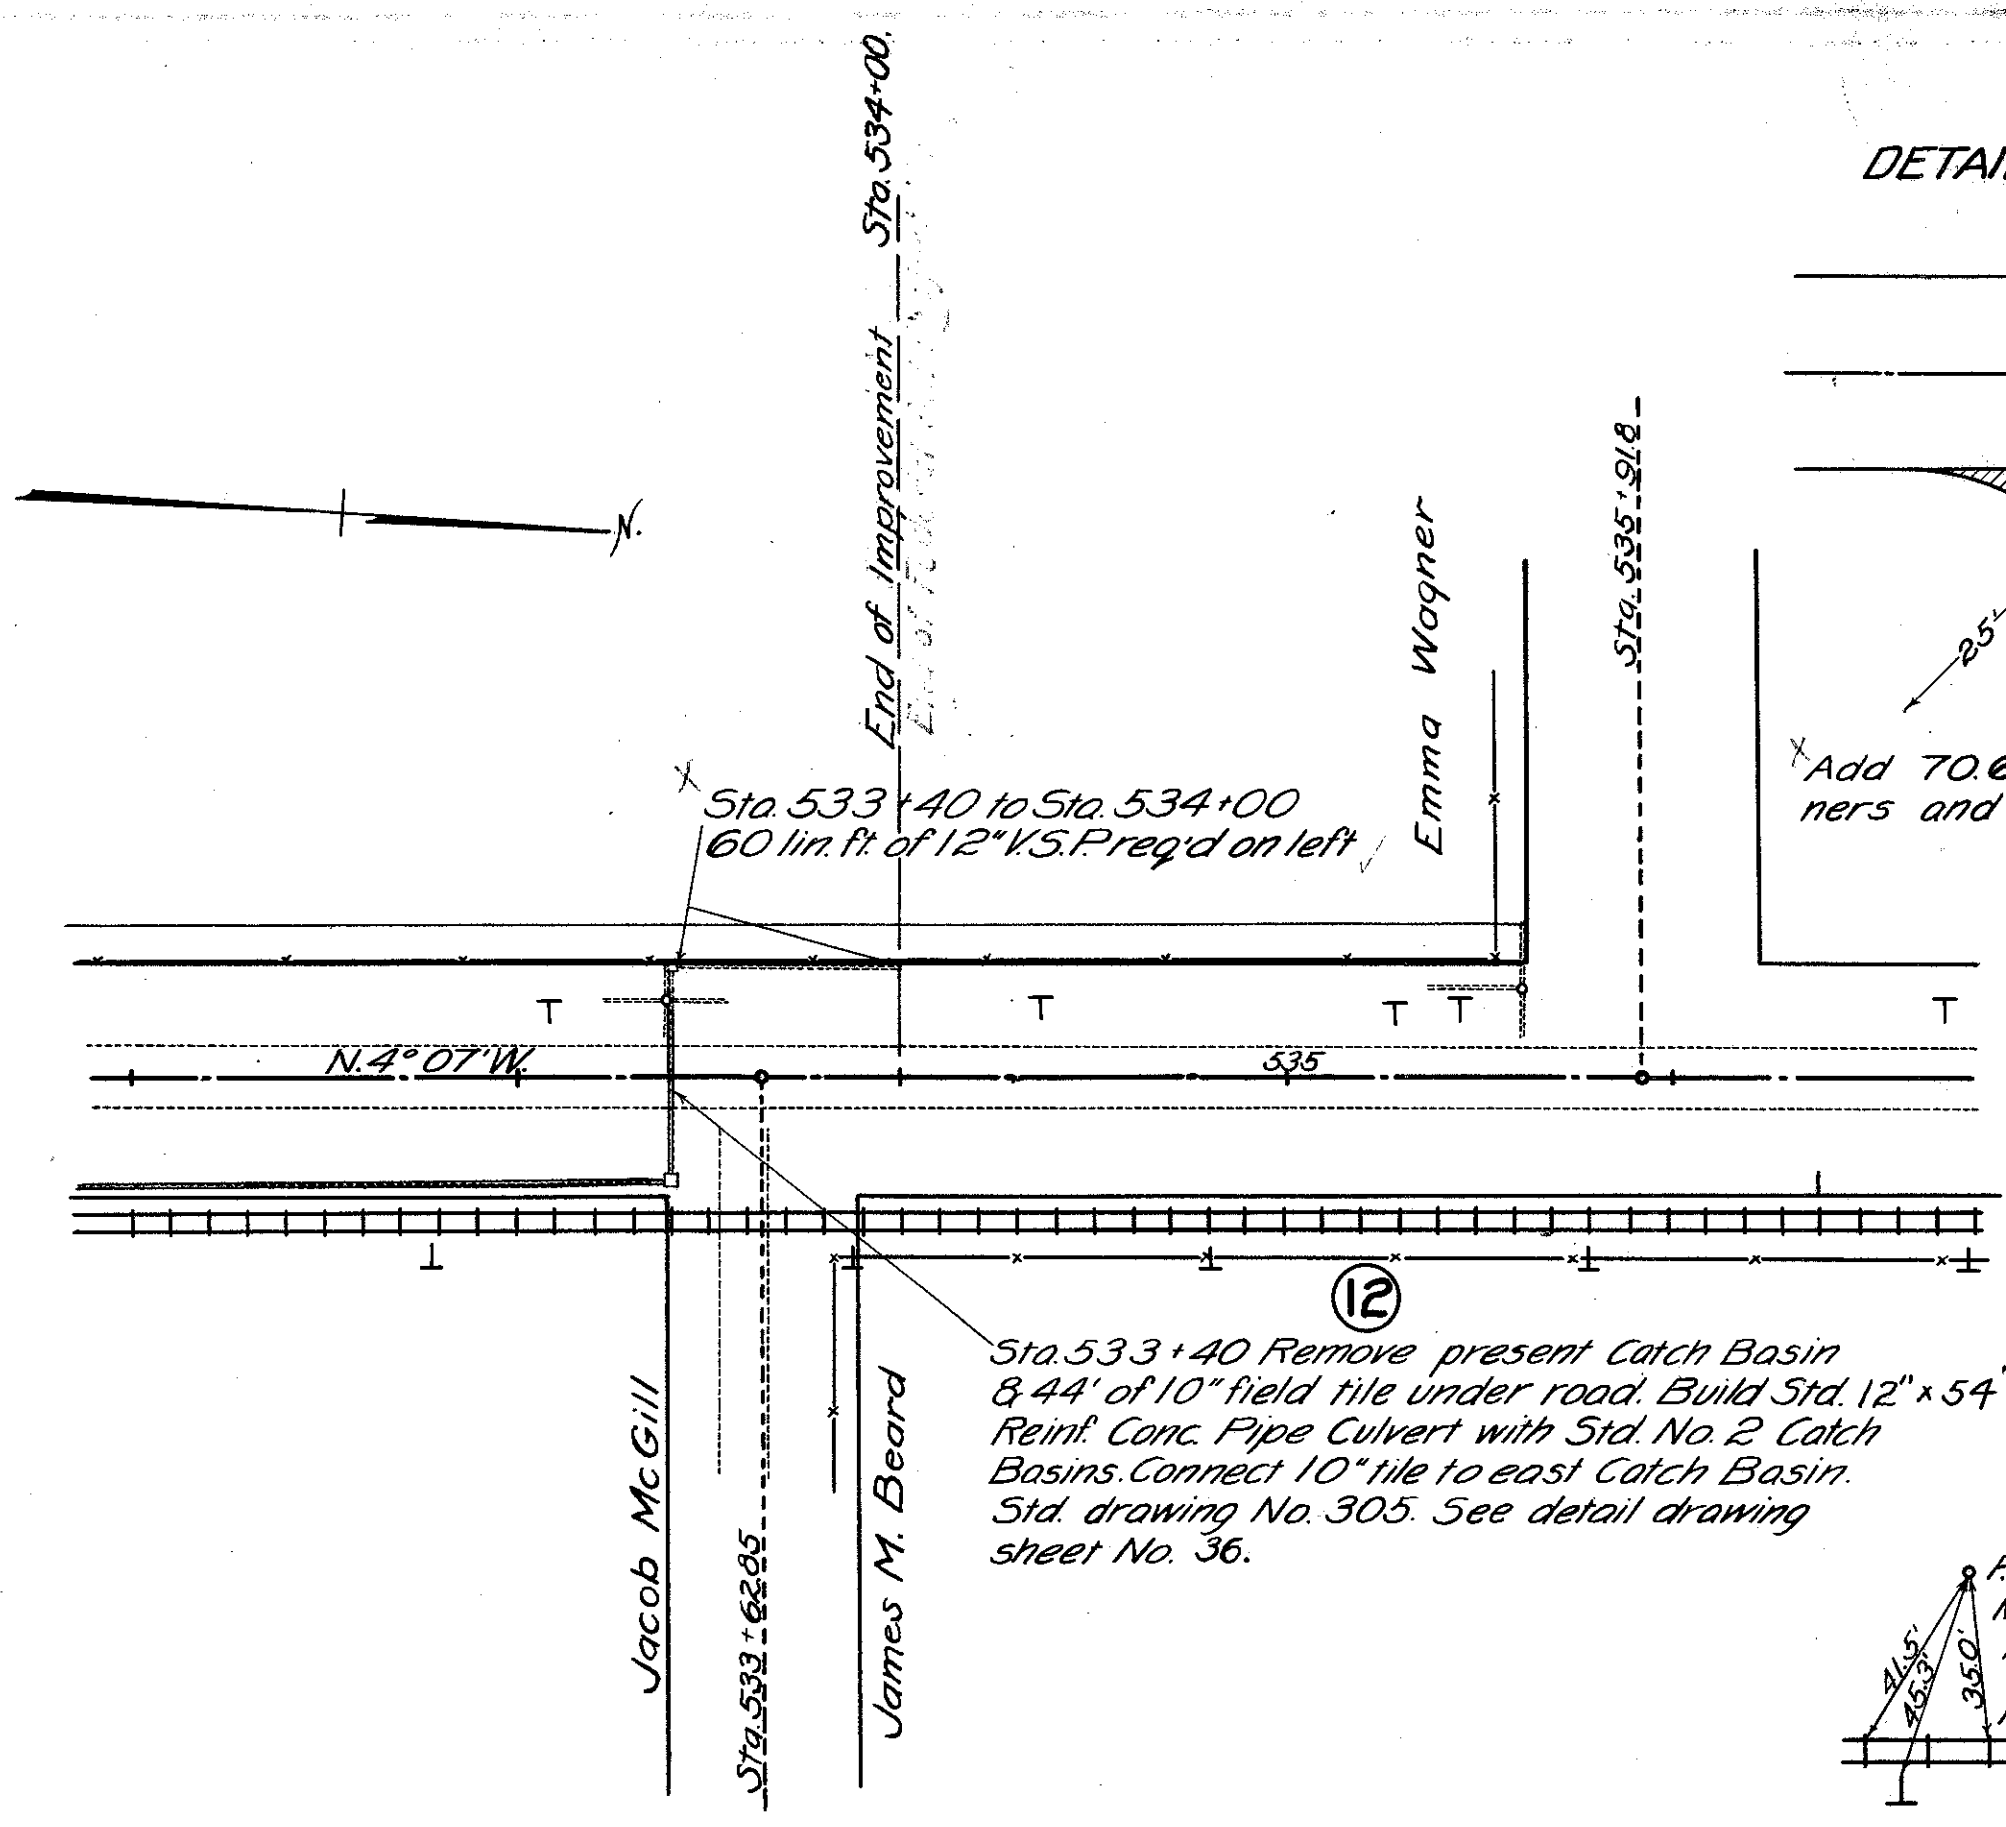 Sta. 534+00.
End of Improvement
DETAI
N.
Emma Wagner
Sta. 535+91.8
25'
Add 70.6
ners and
Sta. 533+40 to Sta. 534+00
60 lin. ft. of 12" V.S.P. req'd on left
T
T
T
T
T
N. 4° 07' W.
535
12
Sta. 533+40 Remove present Catch Basin
& 44' of 10" field tile under road. Build Std. 12" x 54'
Reinf. Conc. Pipe Culvert with Std. No. 2 Catch
Basins. Connect 10" tile to east Catch Basin.
Std. drawing No. 305. See detail drawing
sheet No. 36.
Jacob McGill
Sta. 533+62.85
James M. Beard
41.5'
45.3'
35.0'